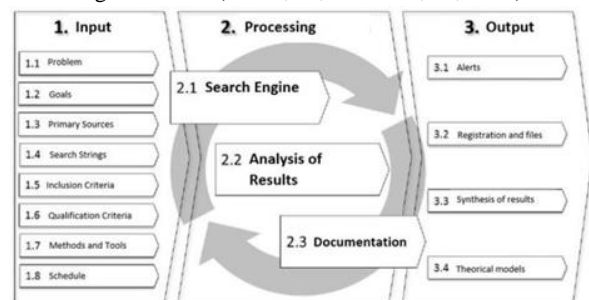 1. Input
1.1 Problem
1.2 Goals
1.3 Primary Sources
1.4 Search Strings
1.5 Inclusion Criteria
1.6 Qualification Criteria
1.7 Methods and Tools
1.8 Schedule
2. Processing
2.1 Search Engine
2.2 Analysis of
Results
2.3 Documentation
3. Output
3.1 Alerts
3.2 Registration and files
3.3 Synthesis of results
3.4 Theorical models